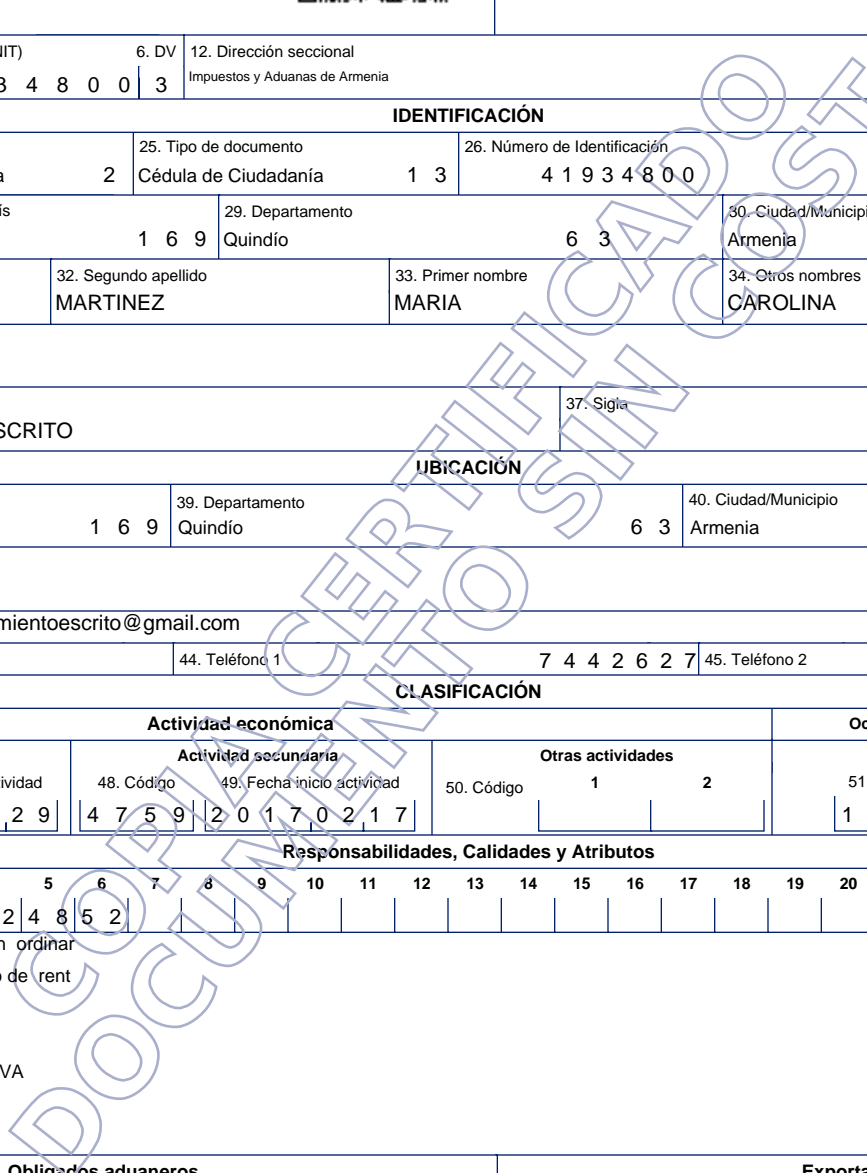 NIT) 6. DV 12. Dirección seccional
3 4 8 0 0 3 Impuestos y Aduanas de Armenia
IDENTIFICACIÓN
25. Tipo de documento 26. Número de Identificación
a 2 Cédula de Ciudadanía 1 3 4 1 9 3 4 8 0 0
ís 29. Departamento 30. Ciudad/Municipi
1 6 9 Quindío 6 3 Armenia
32. Segundo apellido 33. Primer nombre 34. Otros nombres
MARTINEZ MARIA CAROLINA
37. Sigla
SCRITO
UBICACIÓN
39. Departamento 40. Ciudad/Municipio
1 6 9 Quindío 6 3 Armenia
mientoescrito@gmail.com
44. Teléfono 1 7 4 4 2 6 2 7 45. Teléfono 2
CLASIFICACIÓN
Actividad económica Oc
Actividad secundaria Otras actividades
ividad 48. Código 49. Fecha inicio actividad 50. Código 1 2 51
2 9 4 7 5 9 2 0 1 7 0 2 1 7 1
Responsabilidades, Calidades y Atributos
5 6 7 8 9 10 11 12 13 14 15 16 17 18 19 20
2 4 8 5 2
n ordinar
o de rent
VA
Obligados aduaneros Exporta
COPIA CERTIFICADO
DOCUMENTO SIN COST